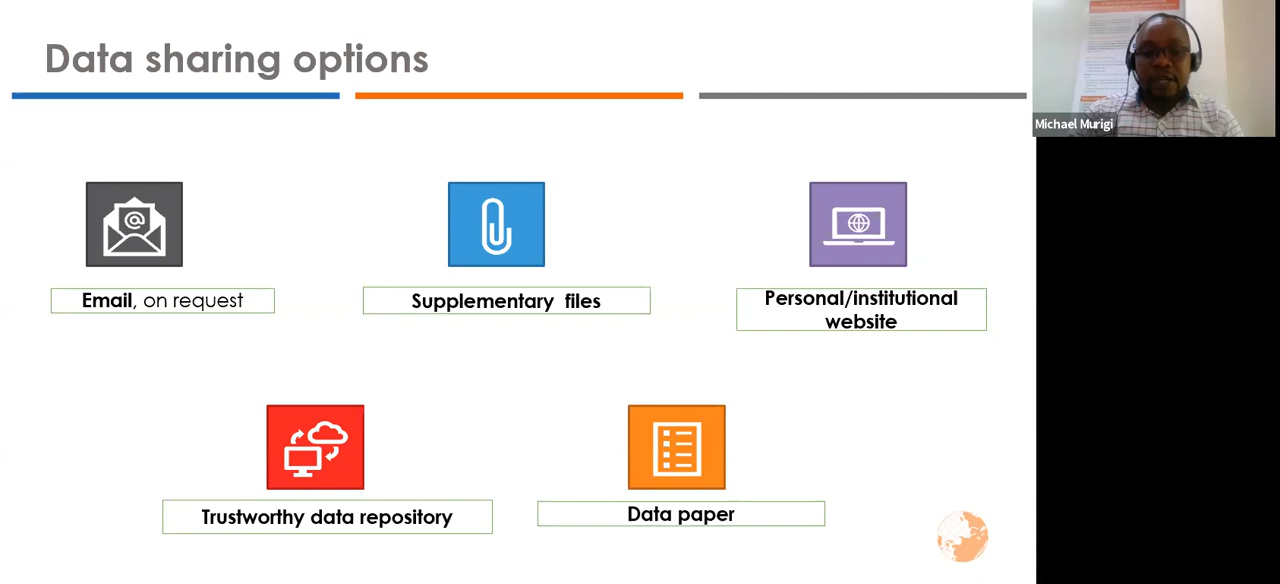 Data sharing options
Michael Murigi
@
Email, on request
Supplementary files
Personal/institutional
website
Trustworthy data repository
Data paper